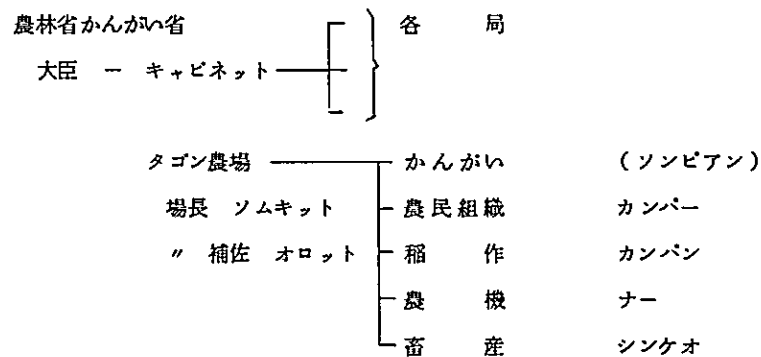 農林省かんがい省 各局
大臣 ー キャビネット
タゴン農場 かんがい (ソンピアン)
場長 ソムキット 農民組織 カンパー
〃 補佐 オロット 稲作 カンパン
農機 ナー
畜産 シンケオ